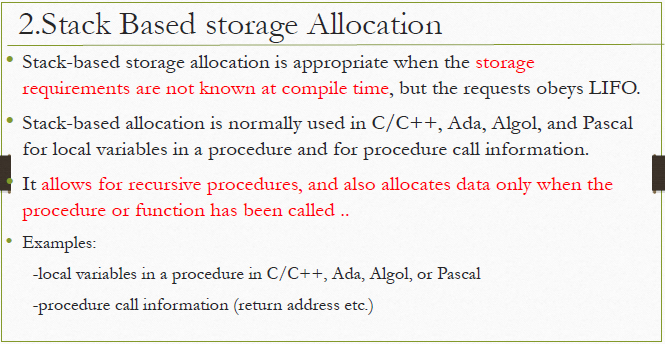 2.Stack Based storage Allocation
• Stack-based storage allocation is appropriate when the storage
requirements are not known at compile time, but the requests obeys LIFO.
• Stack-based allocation is normally used in C/C++, Ada, Algol, and Pascal
for local variables in a procedure and for procedure call information.
• It allows for recursive procedures, and also allocates data only when the
procedure or function has been called ..
• Examples:
-local variables in a procedure in C/C++, Ada, Algol, or Pascal
-procedure call information (return address etc.)